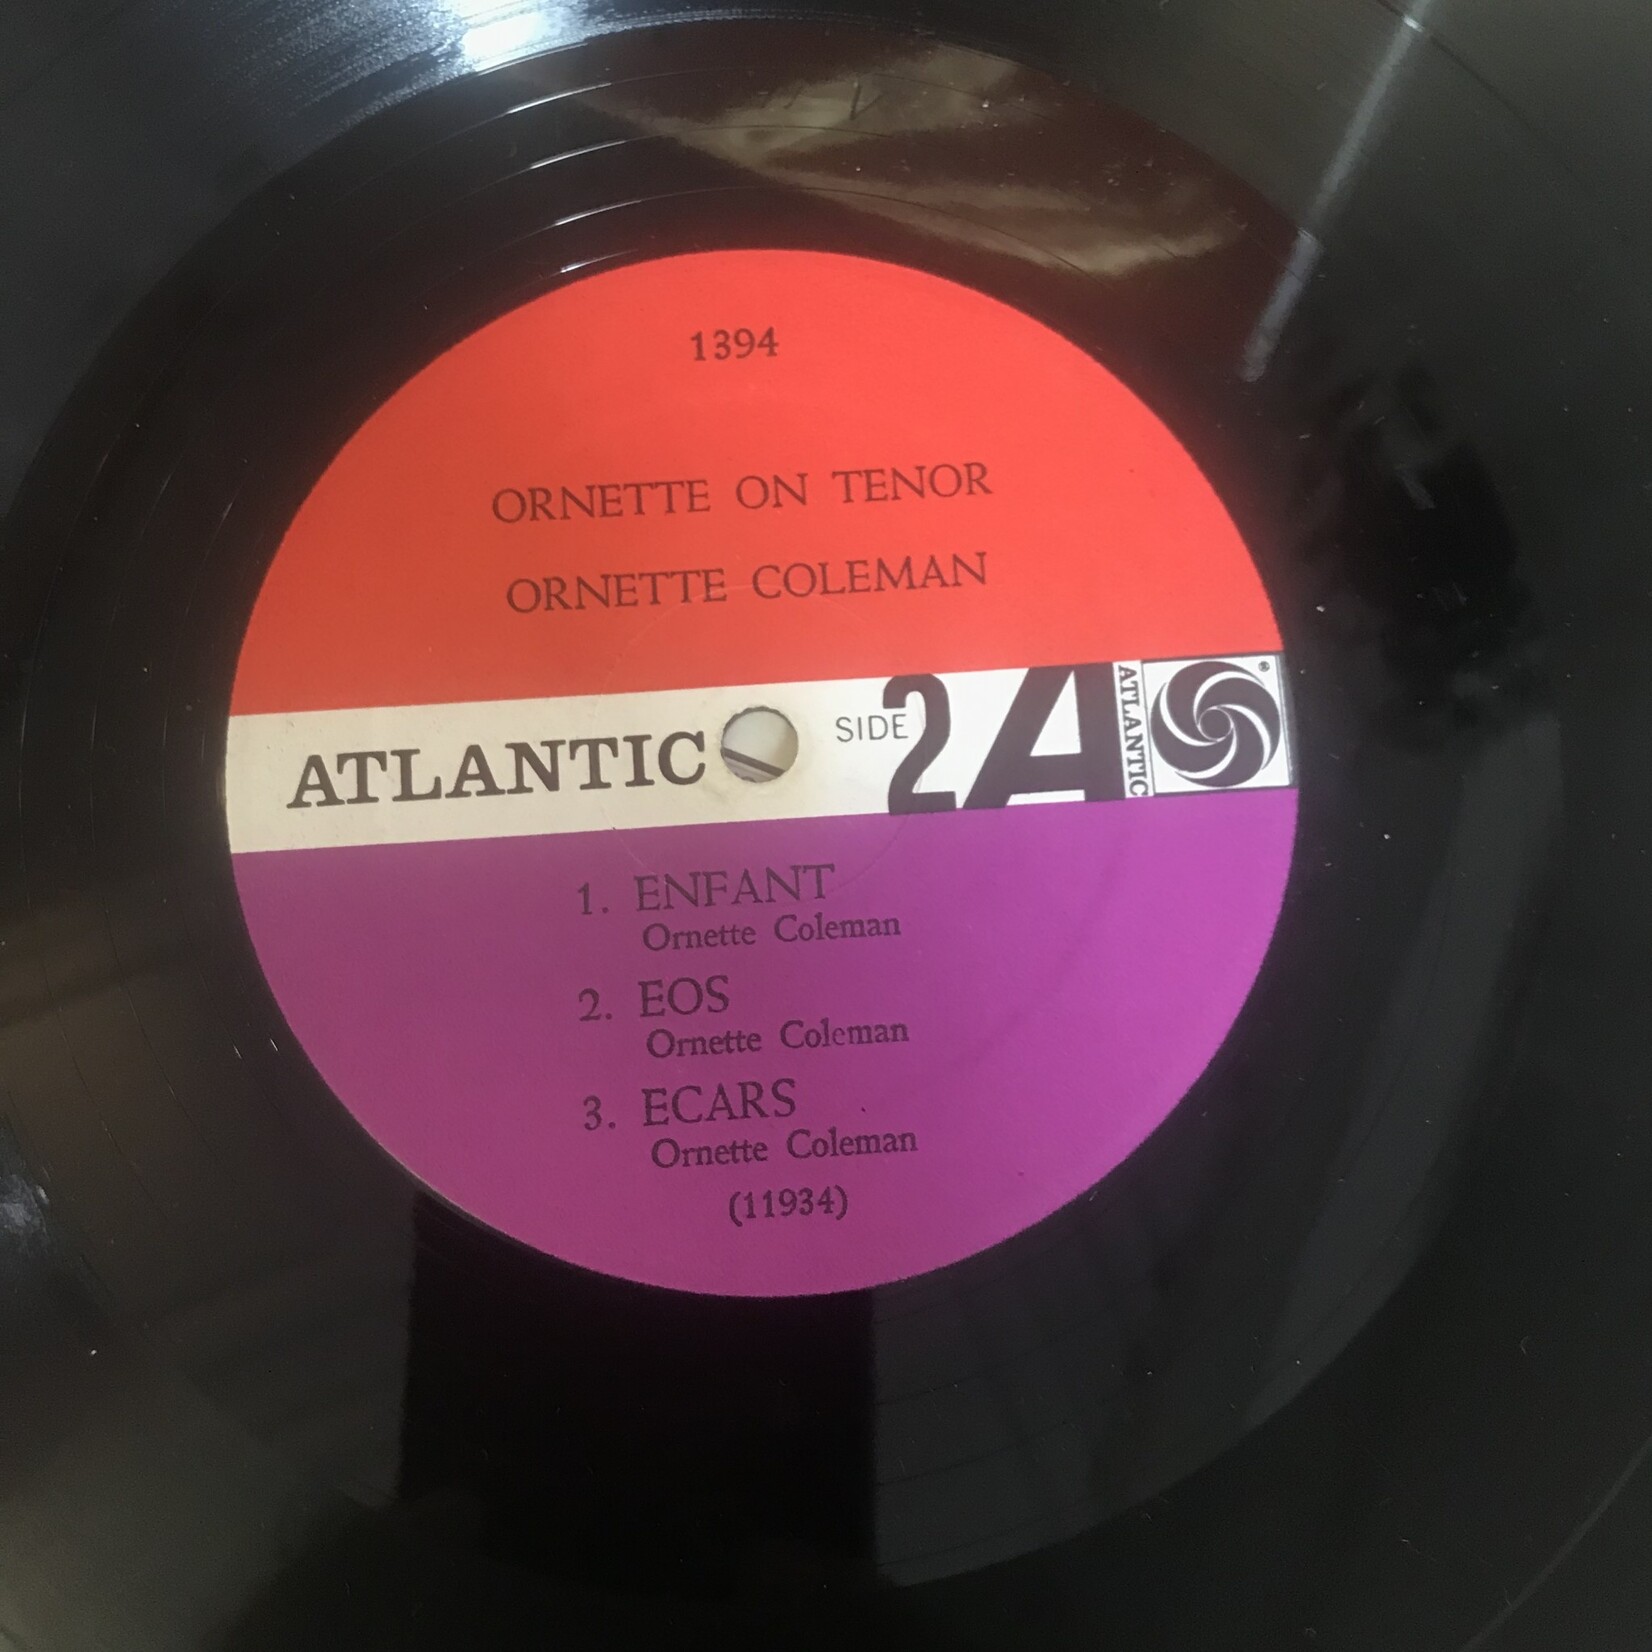 1394
ORNETTE ON TENOR
ORNETTE COLEMAN
ATLANTIC SIDE 2 A ATLANTIC ®
1. ENFANT
Ornette Coleman
2. EOS
Ornette Coleman
3. ECARS
Ornette Coleman
(11934)